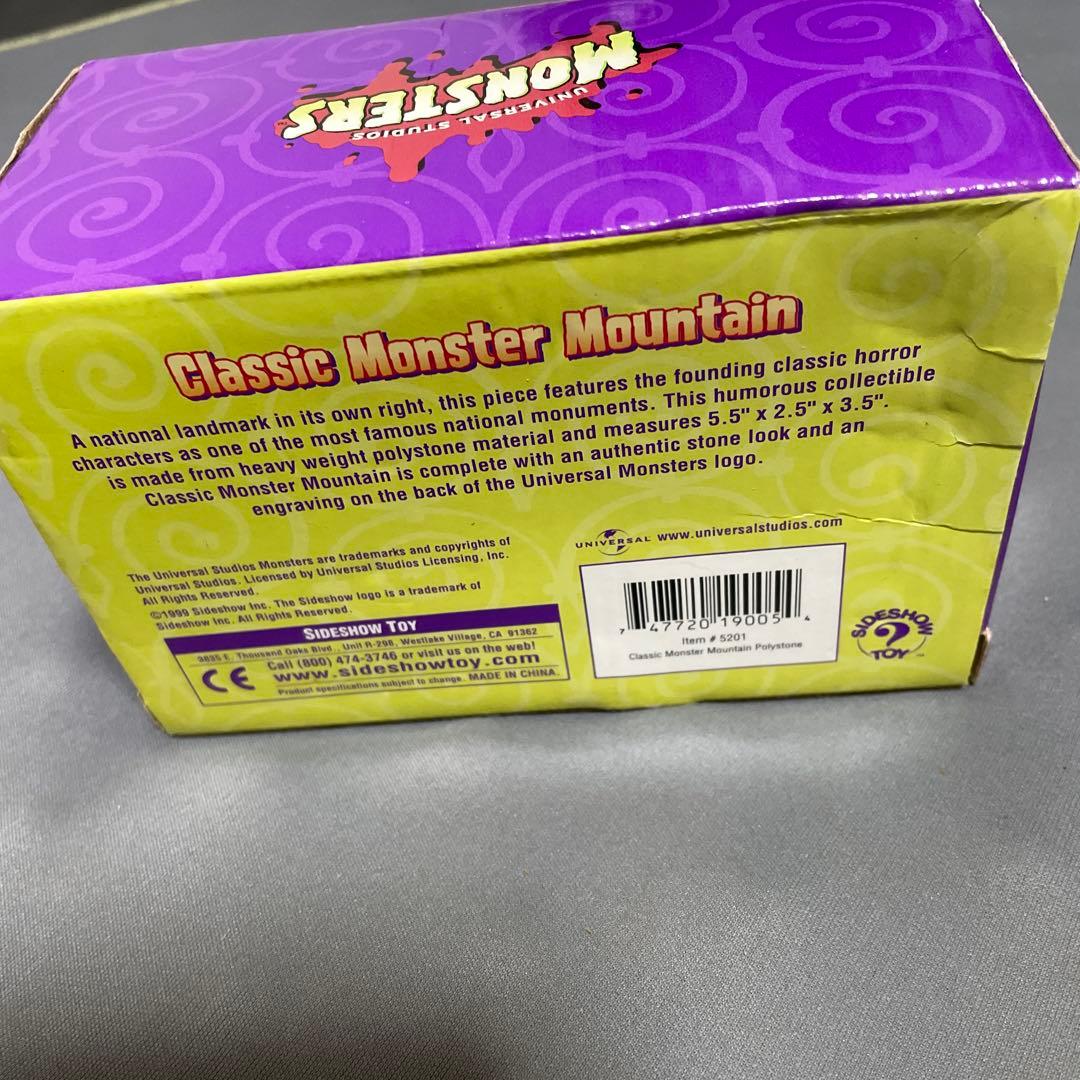 UNIVERSAL STUDIOS
MONSTERS
Classic Monster Mountain
A national landmark in its own right, this piece features the founding classic horror
characters as one of the most famous national monuments. This humorous collectible
is made from heavy weight polystone material and measures 5.5" x 2.5" x 3.5".
Classic Monster Mountain is complete with an authentic stone look and an
engraving on the back of the Universal Monsters logo.
The Universal Studios Monsters are trademarks and copyrights of
Universal Studios. Licensed by Universal Studios Licensing, Inc.
All Rights Reserved.
©1999 Sideshow Inc. The Sideshow logo is a trademark of
Sideshow Inc. All Rights Reserved.
SIDESHOW TOY
3835 E. Thousand Oaks Blvd., Unit R-298, Westlake Village, CA 91362
Call (800) 474-3746 or visit us on the web!
www.sideshowtoy.com
CE
Product specifications subject to change. MADE IN CHINA.
UNIVERSAL www.universalstudios.com
7 47720 19005 4
Item # 5201
Classic Monster Mountain Polystone
SIDESHOW
?
TOY